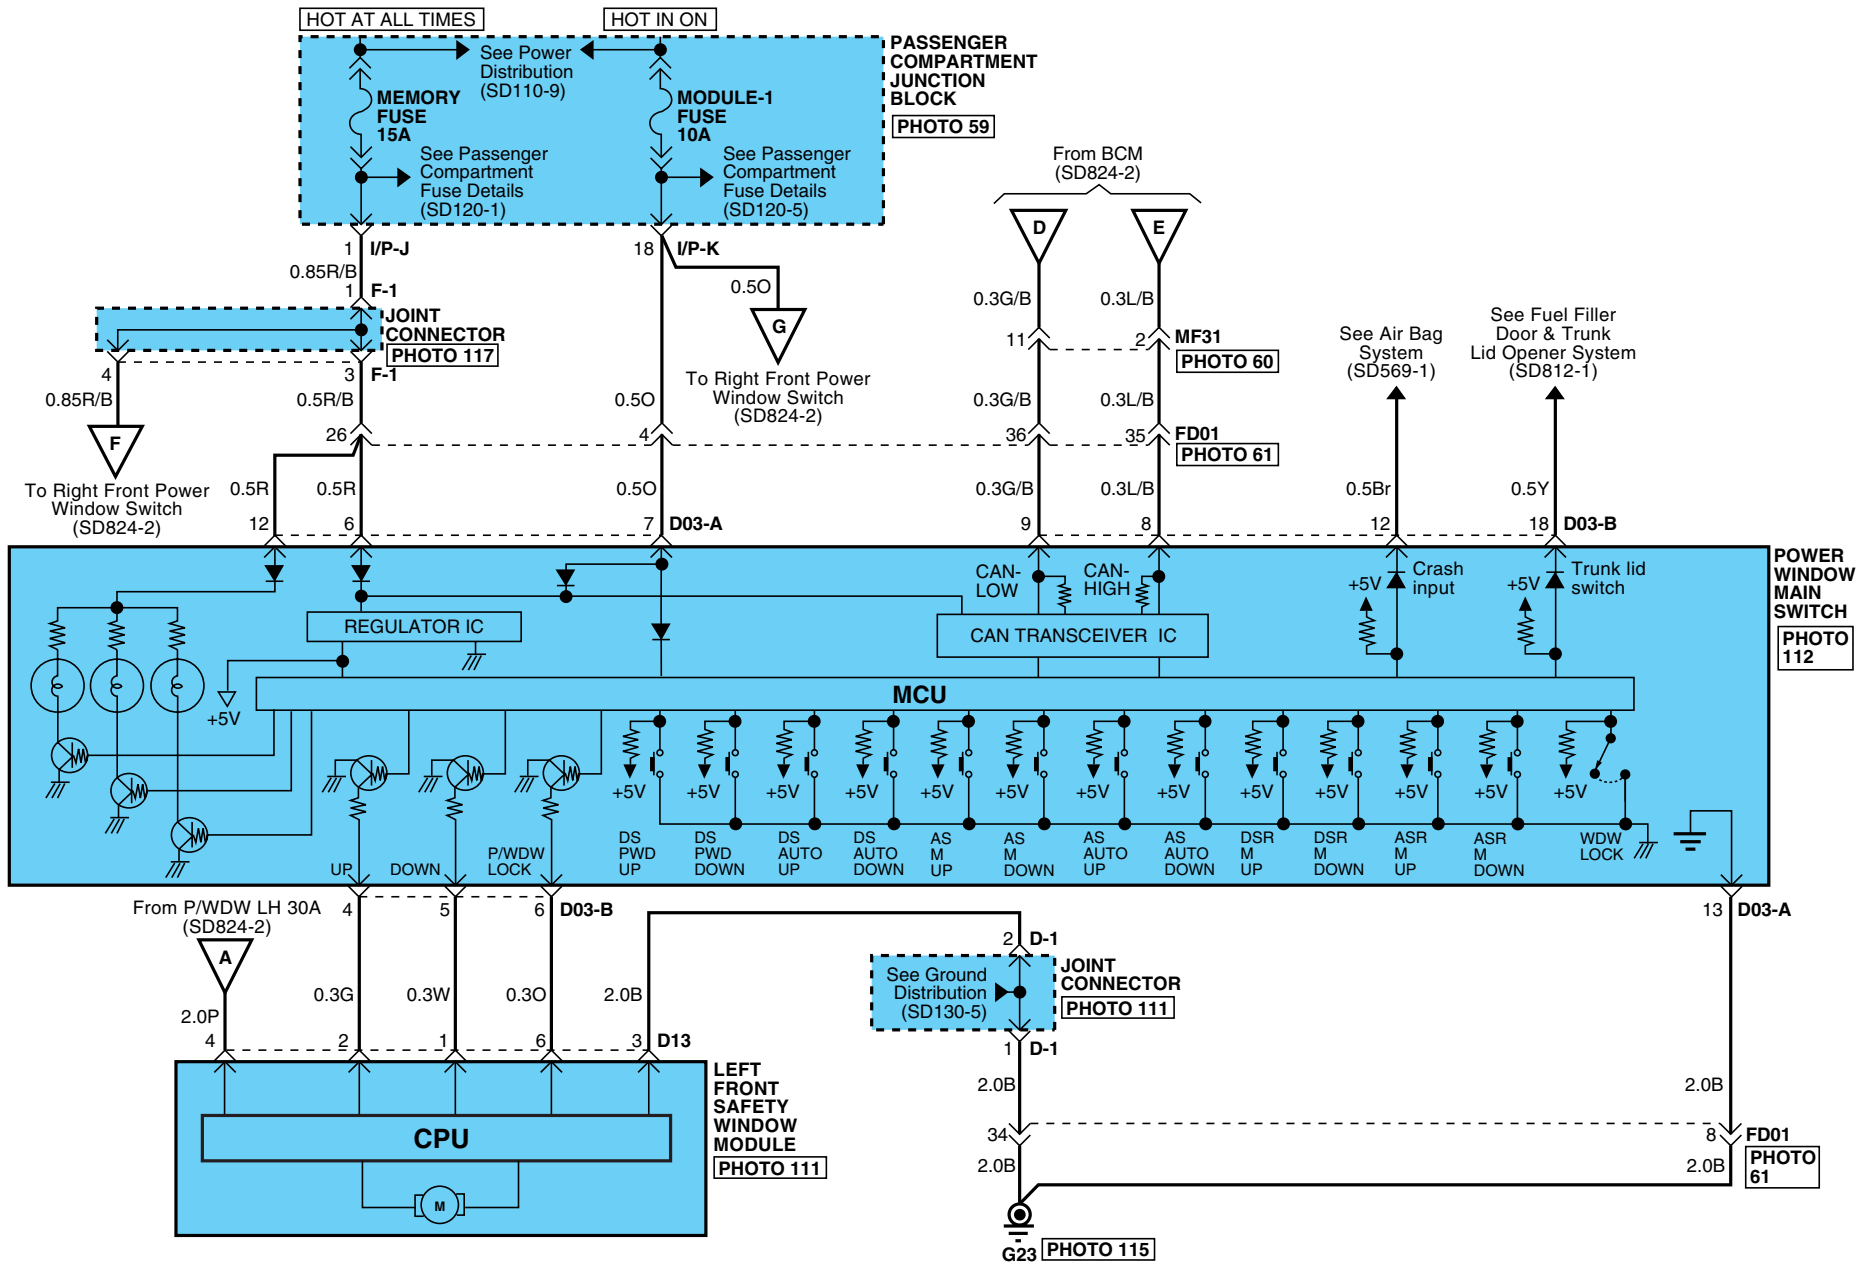 HOT AT ALL TIMES
HOT IN ON
See Power
Distribution
(SD110-9)
MEMORY
FUSE
15A
MODULE-1
FUSE
10A
See Passenger
Compartment
Fuse Details
(SD120-1)
See Passenger
Compartment
Fuse Details
(SD120-5)
PASSENGER
COMPARTMENT
JUNCTION
BLOCK
PHOTO 59
From BCM
(SD824-2)
D
E
1 I/P-J
18 I/P-K
0.85R/B
1 F-1
0.5O
G
To Right Front Power
Window Switch
(SD824-2)
JOINT
CONNECTOR
PHOTO 117
4
3 F-1
0.85R/B
0.5R/B
0.5O
F
To Right Front Power
Window Switch
(SD824-2)
0.3G/B
0.3L/B
11
2 MF31
PHOTO 60
0.3G/B
0.3L/B
See Air Bag
System
(SD569-1)
See Fuel Filler
Door & Trunk
Lid Opener System
(SD812-1)
26
4
36
35 FD01
PHOTO 61
0.5R
0.5R
0.5O
0.3G/B
0.3L/B
0.5Br
0.5Y
12
6
7 D03-A
9
8
12
18 D03-B
POWER
WINDOW
MAIN
SWITCH
PHOTO
112
CAN-
LOW
CAN-
HIGH
+5V
Crash
input
+5V
Trunk lid
switch
REGULATOR IC
CAN TRANSCEIVER IC
+5V
MCU
+5V
+5V
+5V
+5V
+5V
+5V
+5V
+5V
+5V
+5V
+5V
+5V
+5V
UP
DOWN
P/WDW
LOCK
DS
PWD
UP
DS
PWD
DOWN
DS
AUTO
UP
DS
AUTO
DOWN
AS
M
UP
AS
M
DOWN
AS
AUTO
UP
AS
AUTO
DOWN
DSR
M
UP
DSR
M
DOWN
ASR
M
UP
ASR
M
DOWN
WDW
LOCK
From P/WDW LH 30A
(SD824-2)
A
4
5
6 D03-B
13 D03-A
2 D-1
See Ground
Distribution
(SD130-5)
JOINT
CONNECTOR
PHOTO 111
1 D-1
2.0P
0.3G
0.3W
0.3O
2.0B
4
2
1
6
3 D13
LEFT
FRONT
SAFETY
WINDOW
MODULE
PHOTO 111
CPU
M
2.0B
2.0B
34
8 FD01
PHOTO
61
2.0B
2.0B
G23
PHOTO 115